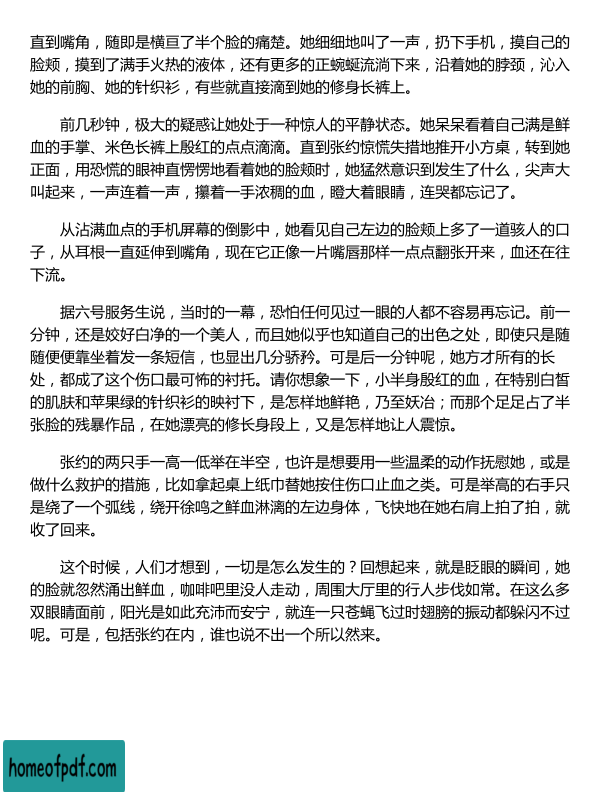 直到嘴角，随即是横亘了半个脸的痛楚。她细细地叫了一声，扔下手机，摸自己的
脸颊，摸到了满手火热的液体，还有更多的正蜿蜒流淌下来，沿着她的脖颈，沁入
她的前胸、她的针织衫，有些就直接滴到她的修身长裤上。
前几秒钟，极大的疑惑让她处于一种惊人的平静状态。她呆呆看着自己满是鲜
血的手掌、米色长裤上殷红的点点滴滴。直到张约惊慌失措地推开小方桌，转到她
正面，用恐慌的眼神直愣愣地看着她的脸颊时，她猛然意识到发生了什么，尖声大
叫起来，一声连着一声，攥着一手浓稠的血，瞪大着眼睛，连哭都忘记了。
从沾满血点的手机屏幕的倒影中，她看见自己左边的脸颊上多了一道骇人的口
子，从耳根一直延伸到嘴角，现在它正像一片嘴唇那样一点点翻张开来，血还在往
下流。
据六号服务生说，当时的一幕，恐怕任何见过一眼的人都不容易再忘记。前一
分钟，还是姣好白净的一个美人，而且她似乎也知道自己的出色之处，即使只是随
随便便靠坐着发一条短信，也显出几分骄矜。可是后一分钟呢，她方才所有的长
处，都成了这个伤口最可怖的衬托。请你想象一下，小半身殷红的血，在特别白皙
的肌肤和苹果绿的针织衫的映衬下，是怎样地鲜艳，乃至妖冶；而那个足足占了半
张脸的残暴作品，在她漂亮的修长身段上，又是怎样地让人震惊。
张约的两只手一高一低举在半空，也许是想要用一些温柔的动作抚慰她，或是
做什么救护的措施，比如拿起桌上纸巾替她按住伤口止血之类。可是举高的右手只
是绕了一个弧线，绕开徐鸣之鲜血淋漓的左边身体，飞快地在她右肩上拍了拍，就
收了回来。
这个时候，人们才想到，一切是怎么发生的？回想起来，就是眨眼的瞬间，她
的脸就忽然涌出鲜血，咖啡吧里没人走动，周围大厅里的行人步伐如常。在这么多
双眼睛面前，阳光是如此充沛而安宁，就连一只苍蝇飞过时翅膀的振动都躲闪不过
呢。可是，包括张约在内，谁也说不出一个所以然来。
homeofpdf.com